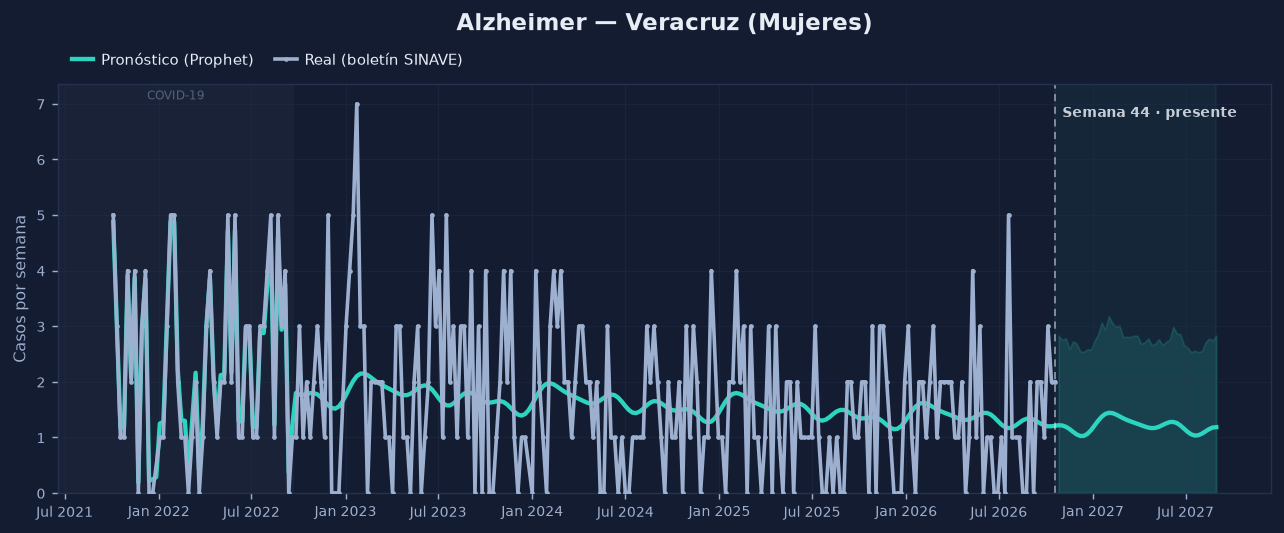 Alzheimer — Veracruz (Mujeres)
Pronóstico (Prophet)
Real (boletín SINAVE)
COVID-19
Semana 44 · presente
Casos por semana
7
6
5
4
3
2
1
0
Jul 2021
Jan 2022
Jul 2022
Jan 2023
Jul 2023
Jan 2024
Jul 2024
Jan 2025
Jul 2025
Jan 2026
Jul 2026
Jan 2027
Jul 2027